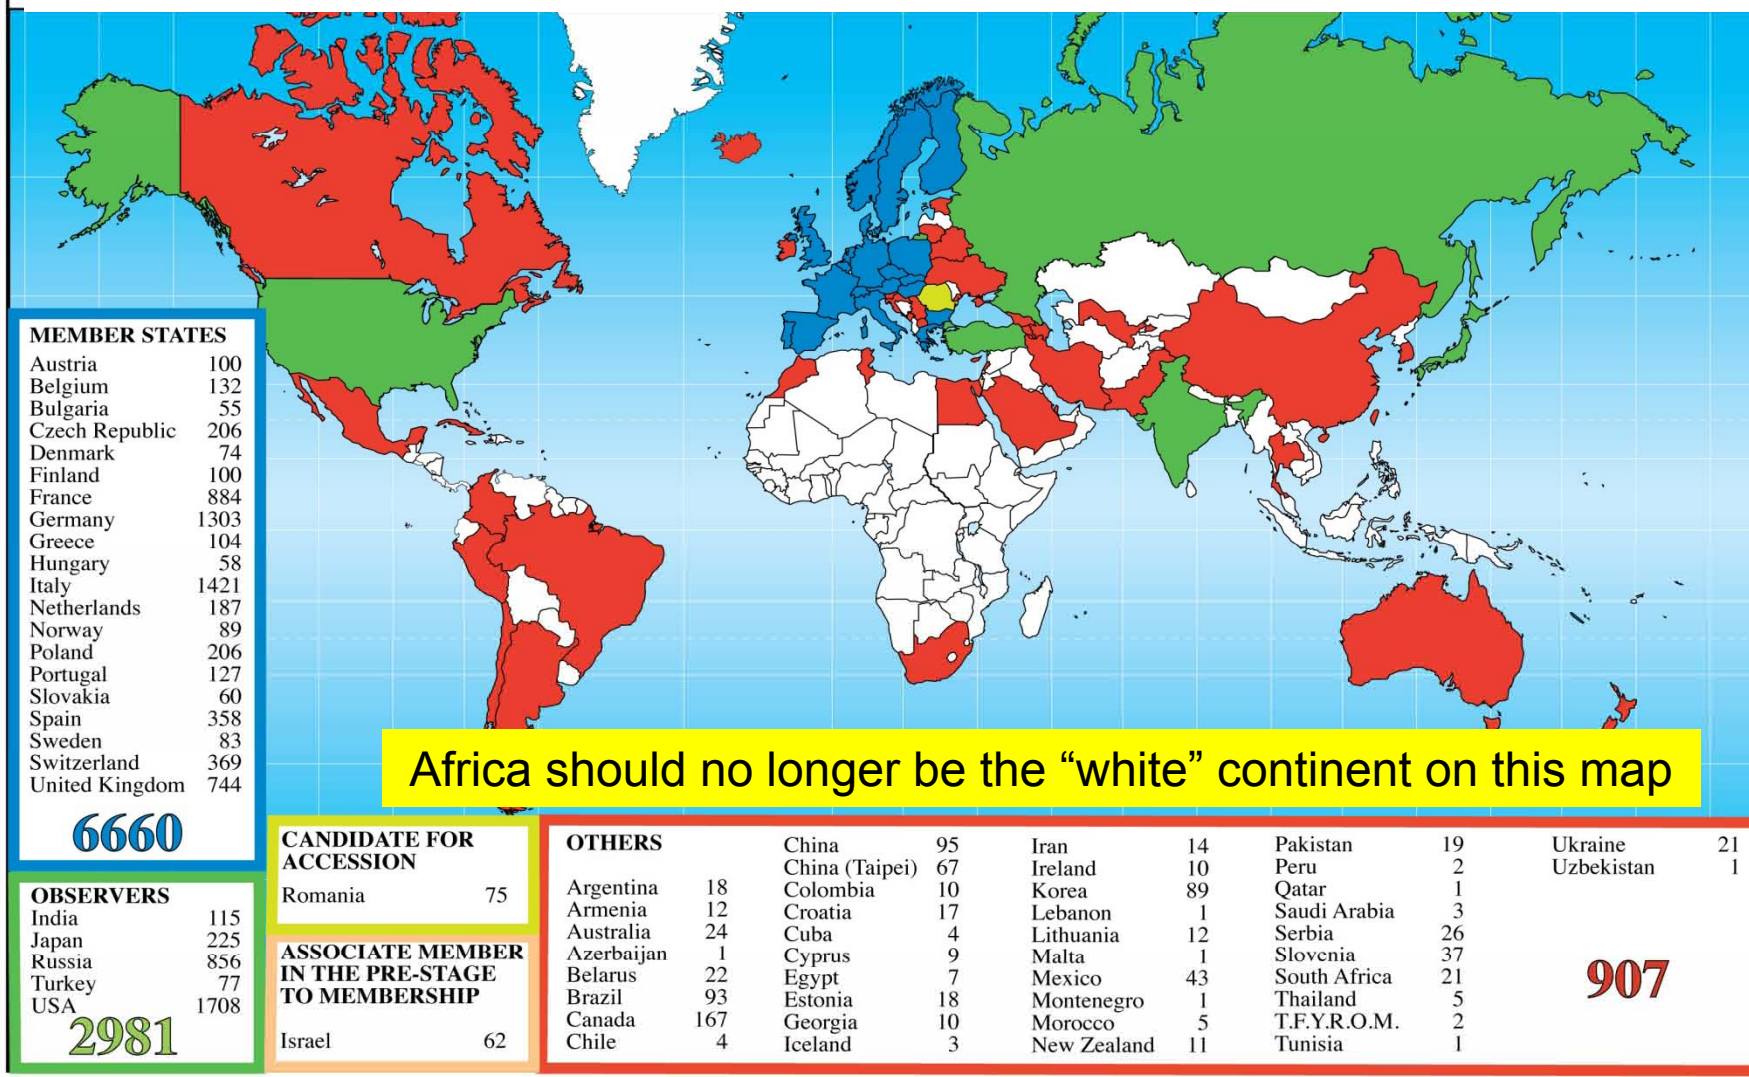 MEMBER STATES
Austria 100
Belgium 132
Bulgaria 55
Czech Republic 206
Denmark 74
Finland 100
France 884
Germany 1303
Greece 104
Hungary 58
Italy 1421
Netherlands 187
Norway 89
Poland 206
Portugal 127
Slovakia 60
Spain 358
Sweden 83
Switzerland 369
United Kingdom 744
6660
OBSERVERS
India 115
Japan 225
Russia 856
Turkey 77
USA 1708
2981
Africa should no longer be the “white” continent on this map
CANDIDATE FOR
ACCESSION
Romania 75
ASSOCIATE MEMBER
IN THE PRE-STAGE
TO MEMBERSHIP
Israel 62
OTHERS
Argentina 18
Armenia 12
Australia 24
Azerbaijan 1
Belarus 22
Brazil 93
Canada 167
Chile 4
China 95
China (Taipei) 67
Colombia 10
Croatia 17
Cuba 4
Cyprus 9
Egypt 7
Estonia 18
Georgia 10
Iceland 3
Iran 14
Ireland 10
Korea 89
Lebanon 1
Lithuania 12
Malta 1
Mexico 43
Montenegro 1
Morocco 5
New Zealand 11
Pakistan 19
Peru 2
Qatar 1
Saudi Arabia 3
Serbia 26
Slovenia 37
South Africa 21
Thailand 5
T.F.Y.R.O.M. 2
Tunisia 1
Ukraine 21
Uzbekistan 1
907